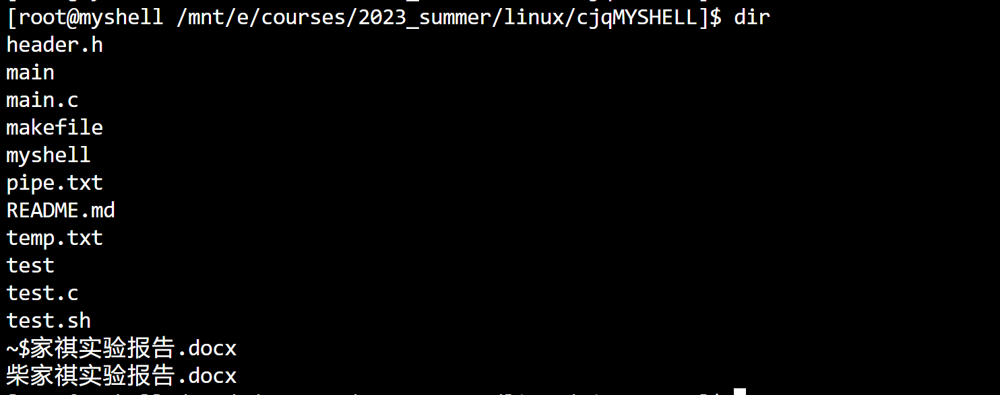 [root@myshell /mnt/e/courses/2023_summer/linux/cjqMYSHELL]$ dir
header.h
main
main.c
makefile
myshell
pipe.txt
README.md
temp.txt
test
test.c
test.sh
~$家祺实验报告.docx
柴家祺实验报告.docx